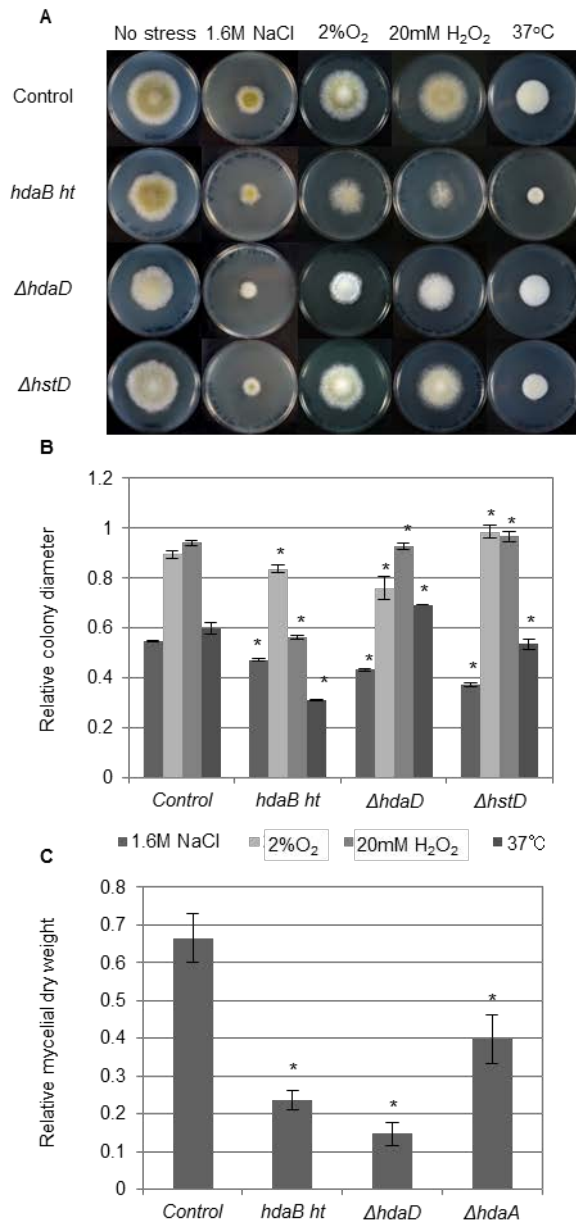 A
No stress 1.6M NaCl 2%O₂ 20mM H₂O₂ 37°C
Control
hdaB ht
ΔhdaD
ΔhstD
B
Relative colony diameter
1.2
1
0.8
0.6
0.4
0.2
0
* * * *
* * * *
* * * *
Control hdaB ht ΔhdaD ΔhstD
1.6M NaCl 2%O₂ 20mM H₂O₂ 37°C
C
Relative mycelial dry weight
0.8
0.7
0.6
0.5
0.4
0.3
0.2
0.1
0
* * *
Control hdaB ht ΔhdaD ΔhdaA